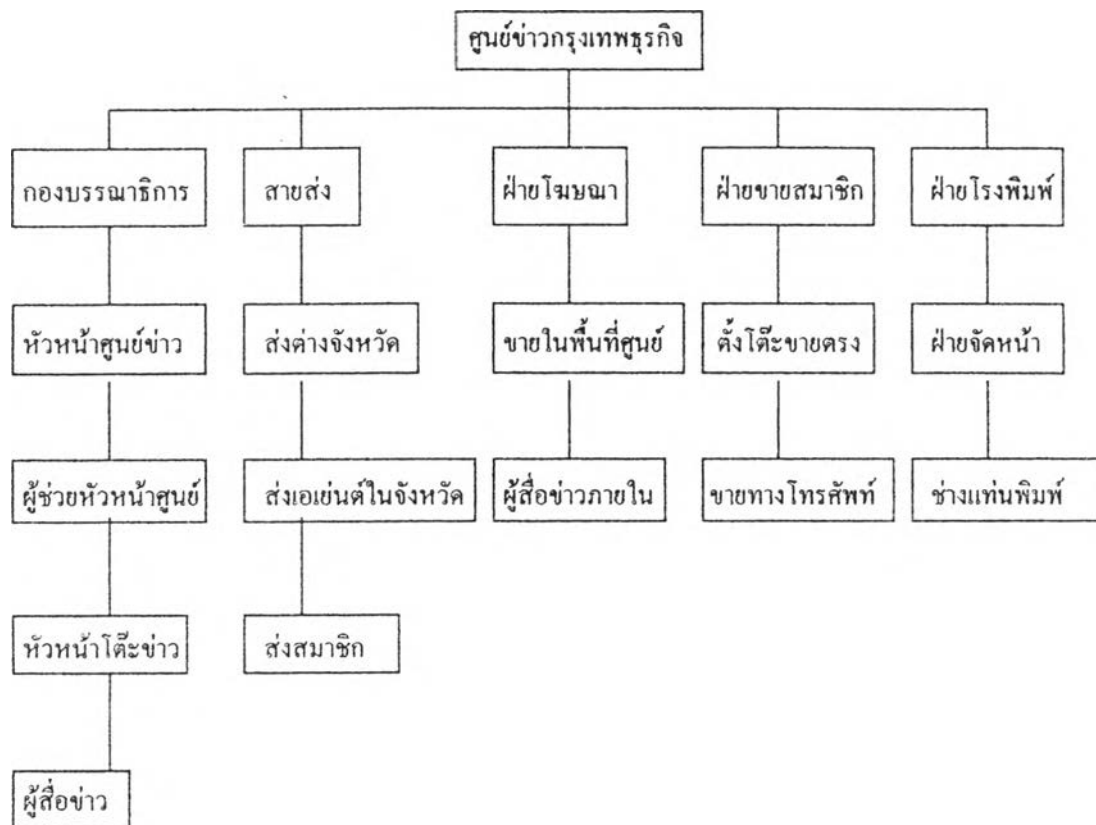 ศูนย์ข่าวกรุงเทพธุรกิจ
กองบรรณาธิการ
สายส่ง
ฝ่ายโฆษณา
ฝ่ายขายสมาชิก
ฝ่ายโรงพิมพ์
หัวหน้าศูนย์ข่าว
ส่งต่างจังหวัด
ขายในพื้นที่ศูนย์
ตั้งโต๊ะขายตรง
ฝ่ายจัดหน้า
ผู้ช่วยหัวหน้าศูนย์
ส่งเอเย่นต์ในจังหวัด
ผู้สื่อข่าวภายใน
ขายทางโทรศัพท์
ช่างแท่นพิมพ์
หัวหน้าโต๊ะข่าว
ส่งสมาชิก
ผู้สื่อข่าว